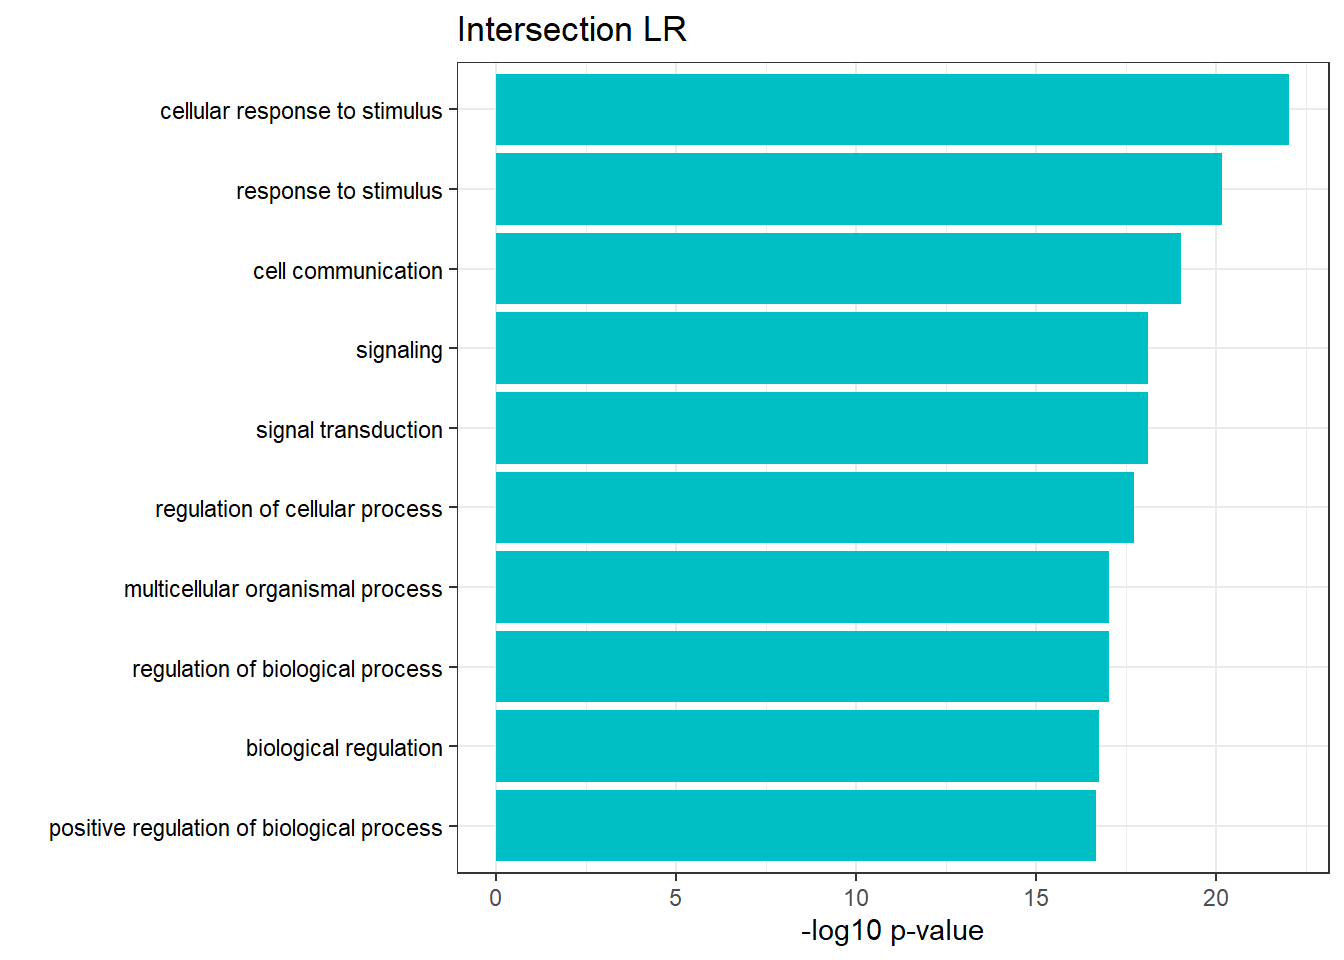 Intersection LR
cellular response to stimulus
response to stimulus
cell communication
signaling
signal transduction
regulation of cellular process
multicellular organismal process
regulation of biological process
biological regulation
positive regulation of biological process
0 5 10 15 20
-log10 p-value